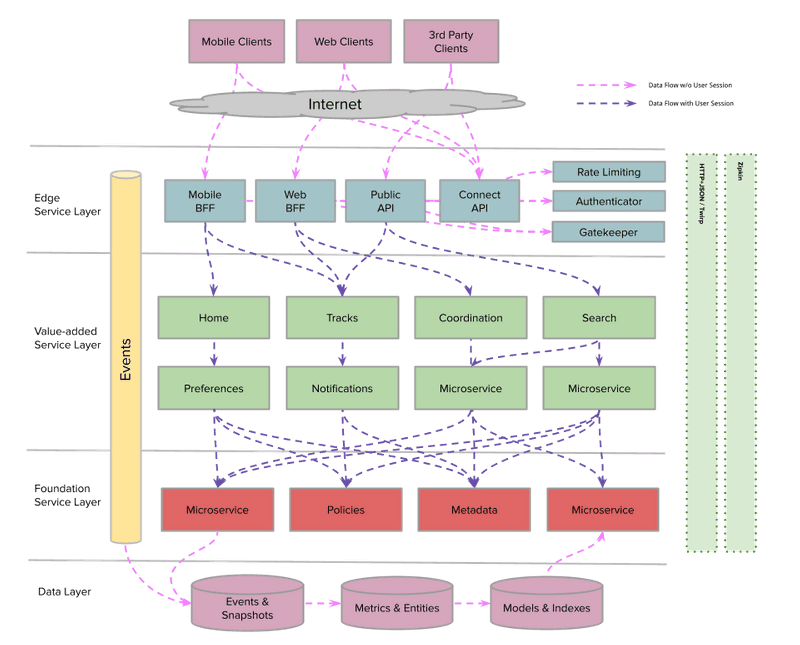 Mobile Clients
Web Clients
3rd Party
Clients
Internet
Data Flow w/o User Session
Data Flow with User Session
HTTP+JSON / Twirp
Zipkin
Edge
Service Layer
Mobile
BFF
Web
BFF
Public
API
Connect
API
Rate Limiting
Authenticator
Gatekeeper
Events
Value-added
Service Layer
Home
Tracks
Coordination
Search
Preferences
Notifications
Microservice
Microservice
Foundation
Service Layer
Microservice
Policies
Metadata
Microservice
Data Layer
Events &
Snapshots
Metrics & Entities
Models & Indexes